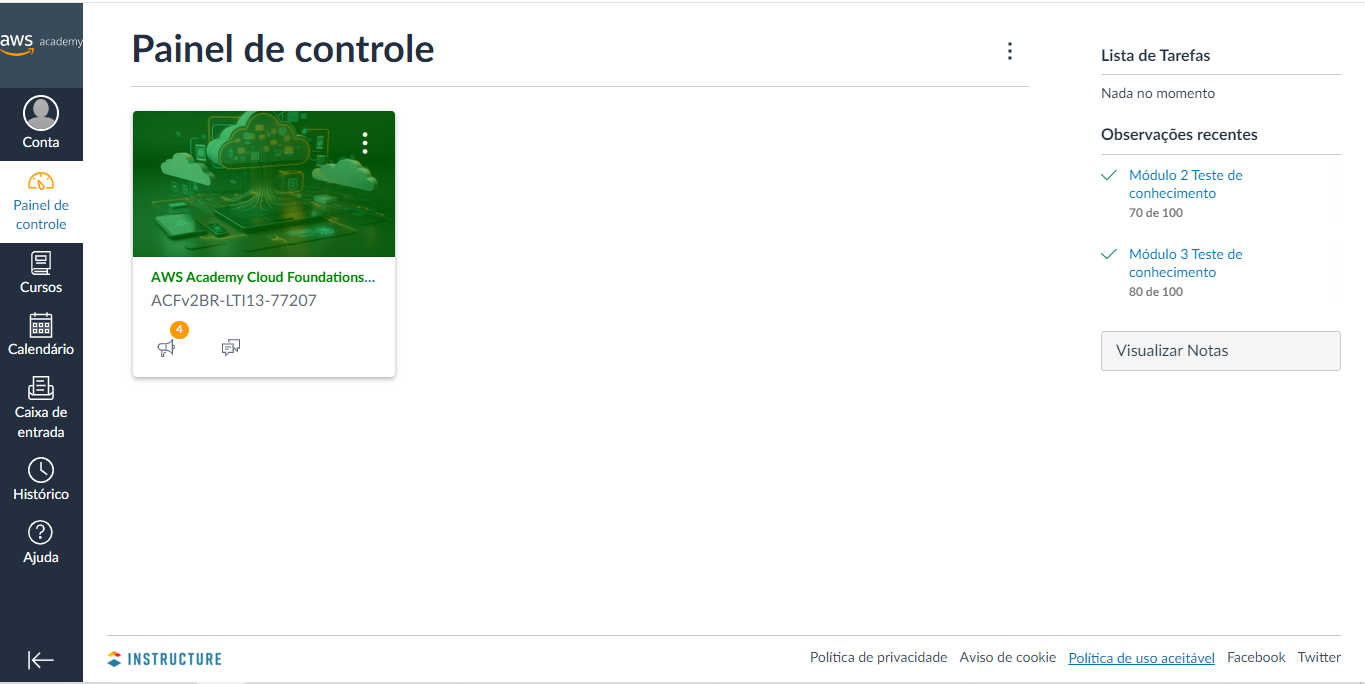 aws academy
Conta
Painel de
controle
Cursos
Calendário
Caixa de
entrada
Histórico
Ajuda
Painel de controle
AWS Academy Cloud Foundations...
ACFv2BR-LTI13-77207
4
Lista de Tarefas
Nada no momento
Observações recentes
Módulo 2 Teste de
conhecimento
70 de 100
Módulo 3 Teste de
conhecimento
80 de 100
Visualizar Notas
INSTRUCTURE
Política de privacidade Aviso de cookie Política de uso aceitável Facebook Twitter